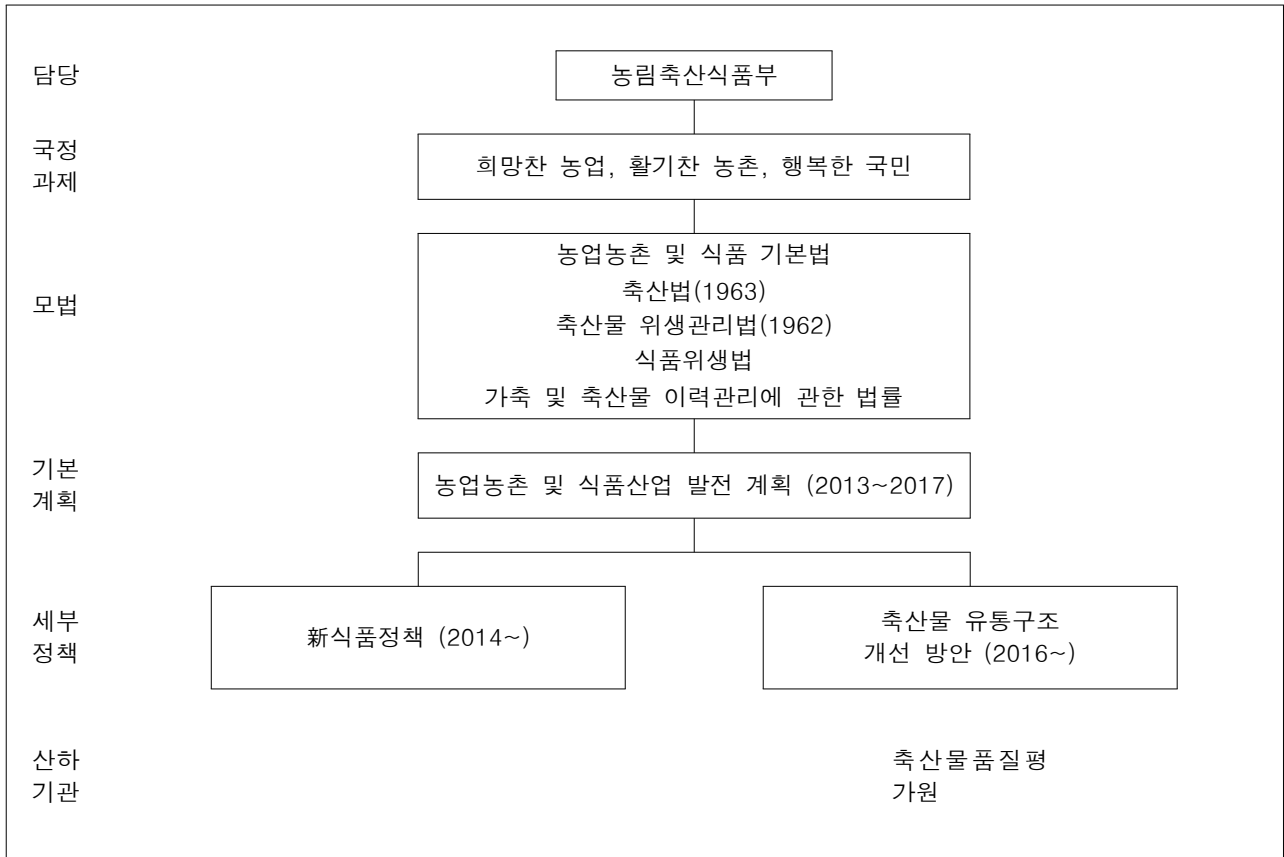 담당
농림축산식품부
국정
과제
희망찬 농업, 활기찬 농촌, 행복한 국민
모법
농업농촌 및 식품 기본법
축산법(1963)
축산물 위생관리법(1962)
식품위생법
가축 및 축산물 이력관리에 관한 법률
기본
계획
농업농촌 및 식품산업 발전 계획 (2013~2017)
세부
정책
新식품정책 (2014~)
축산물 유통구조
개선 방안 (2016~)
산하
기관
축산물품질평
가원